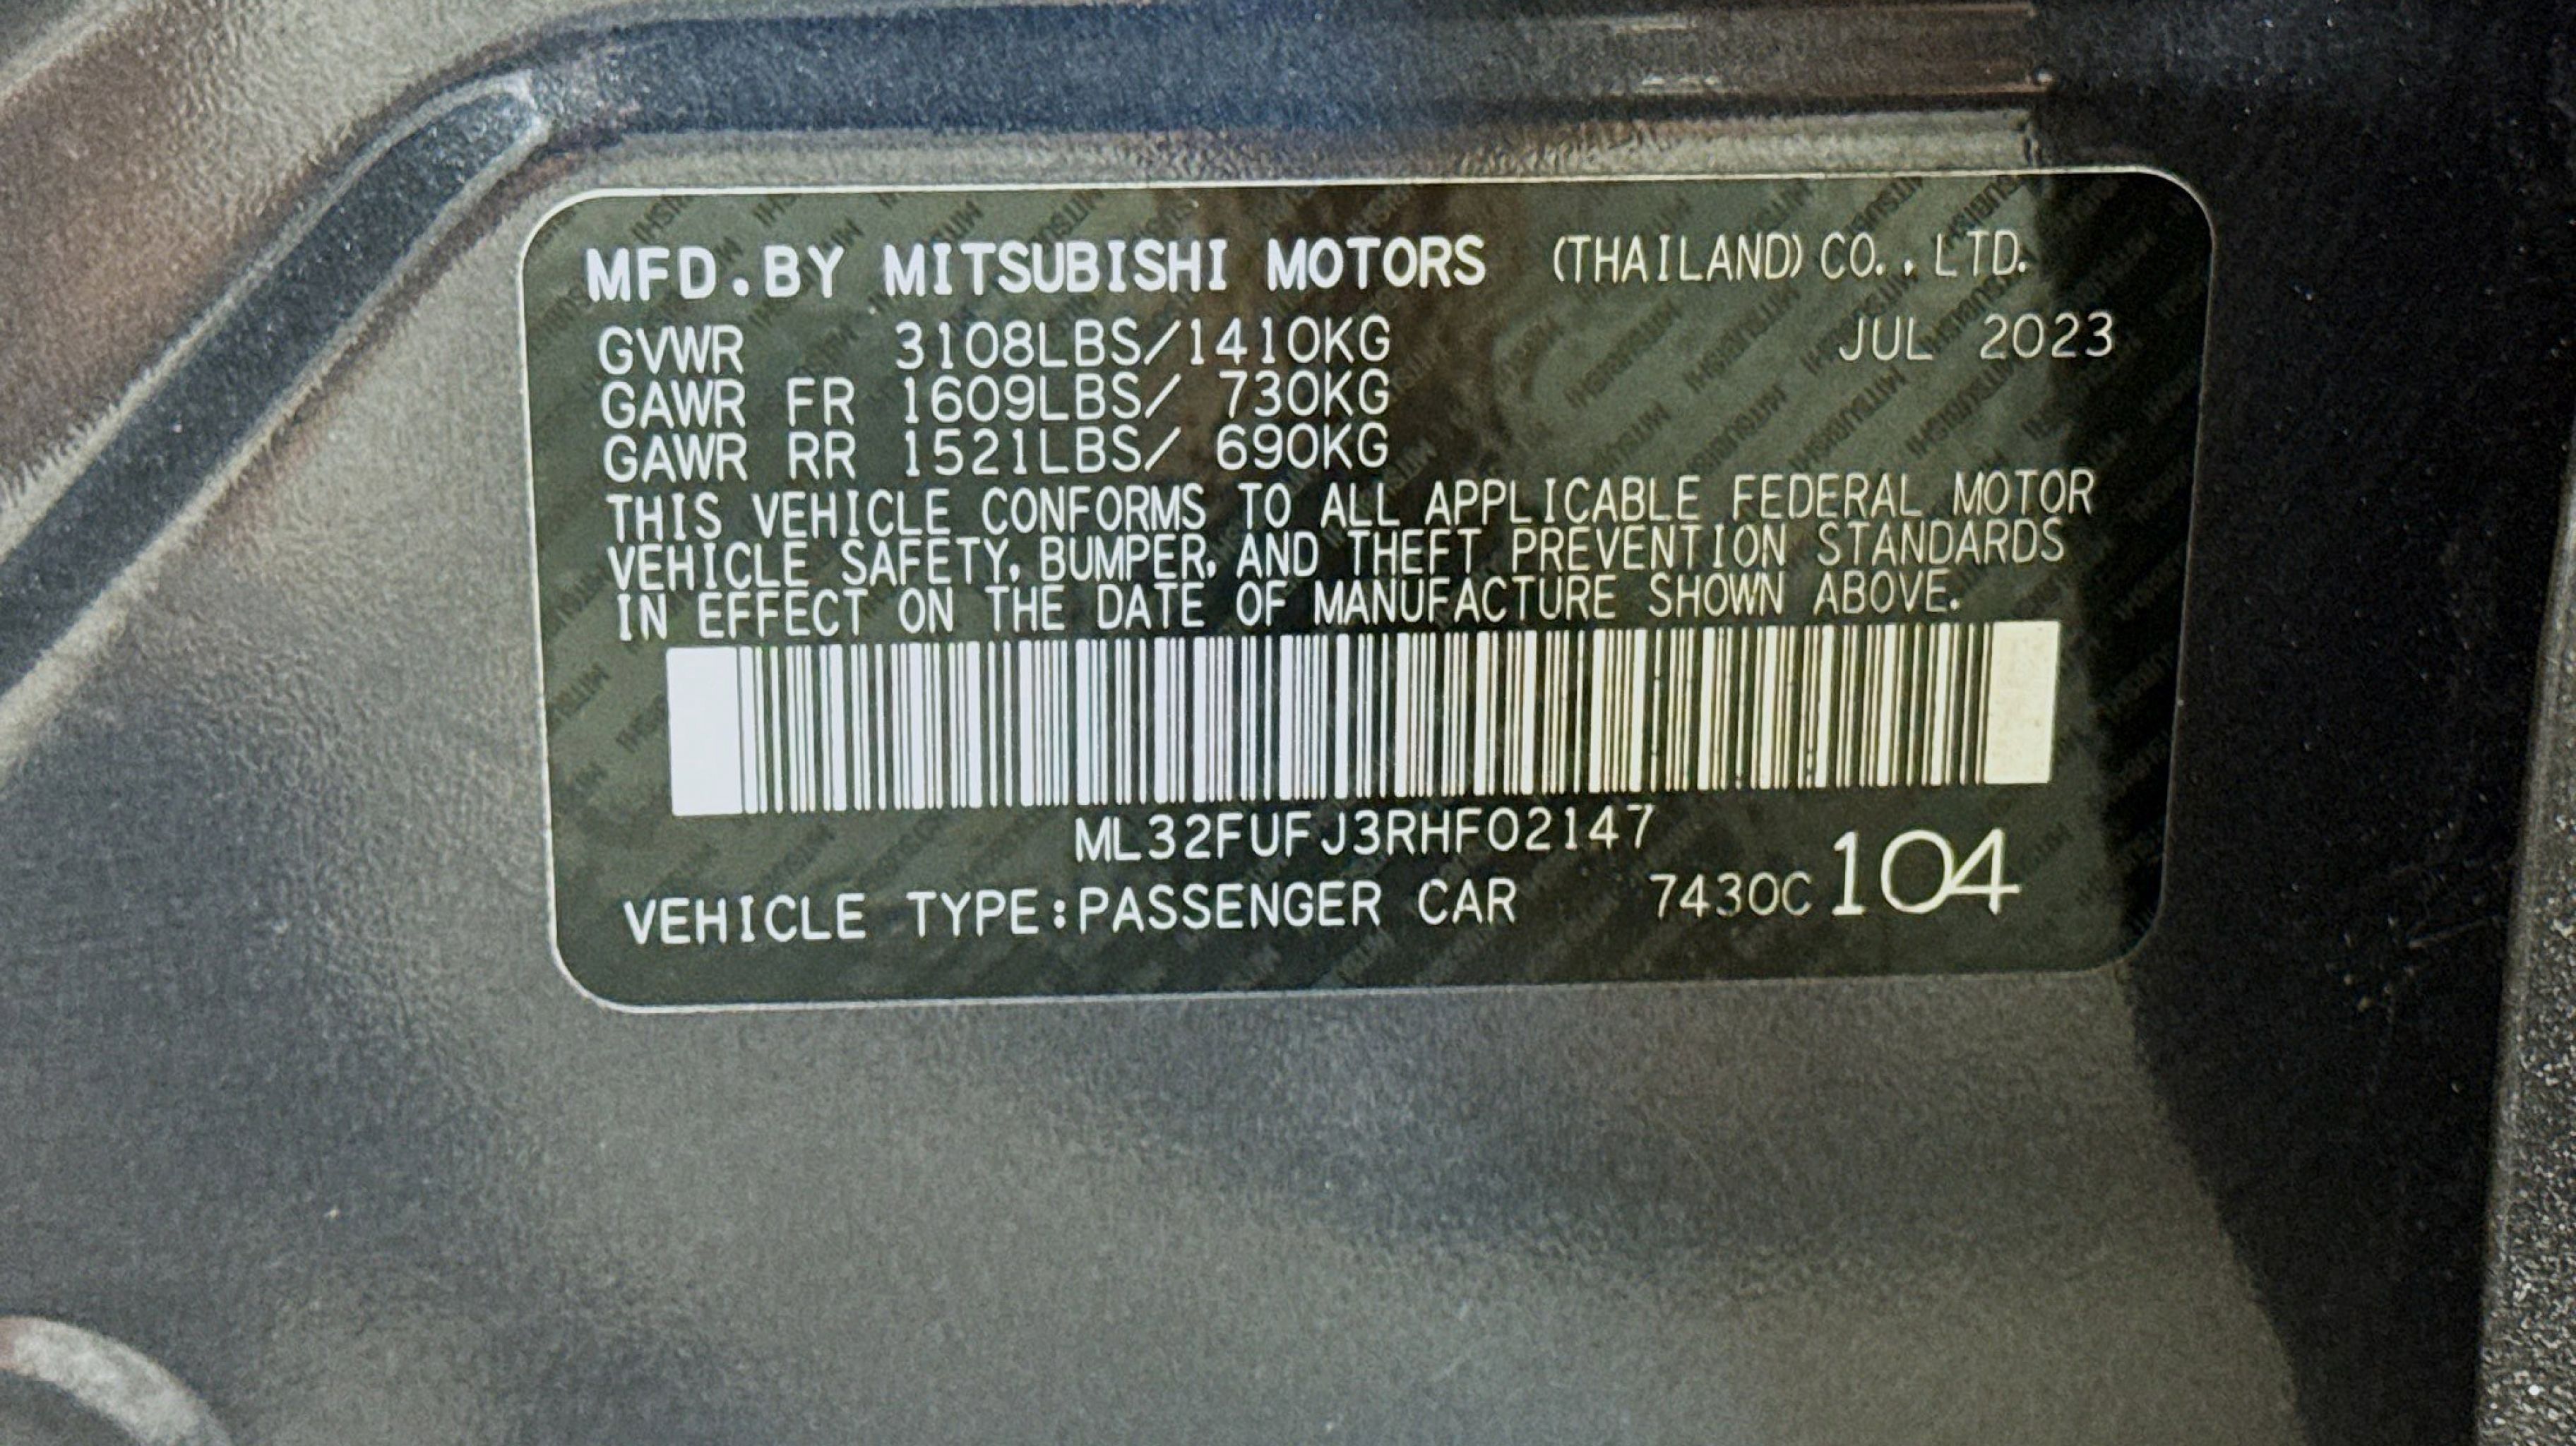 MFD.BY MITSUBISHI MOTORS (THAILAND) CO.,LTD.
GVWR 3108LBS/1410KG JUL 2023
GAWR FR 1609LBS/ 730KG
GAWR RR 1521LBS/ 690KG
THIS VEHICLE CONFORMS TO ALL APPLICABLE FEDERAL MOTOR
VEHICLE SAFETY, BUMPER, AND THEFT PREVENTION STANDARDS
IN EFFECT ON THE DATE OF MANUFACTURE SHOWN ABOVE.
ML32FUFJ3RHF02147
VEHICLE TYPE:PASSENGER CAR 7430C 104